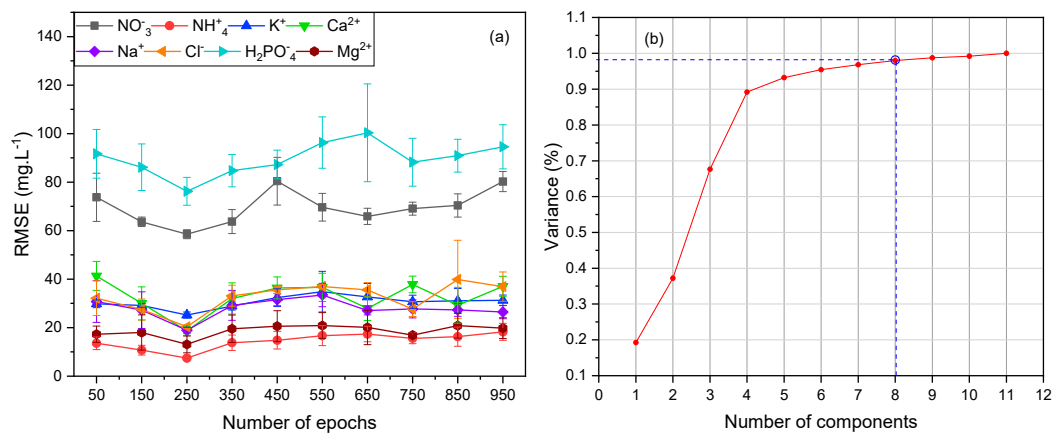 NO⁻₃ NH⁺₄ K⁺ Ca²⁺
Na⁺ Cl⁻ H₂PO⁻₄ Mg²⁺
(a)
140
120
100
80
60
40
20
0
RMSE (mg.L⁻¹)
50 150 250 350 450 550 650 750 850 950
Number of epochs
(b)
1.1
1.0
0.9
0.8
0.7
0.6
0.5
0.4
0.3
0.2
0.1
Variance (%)
0 1 2 3 4 5 6 7 8 9 10 11 12
Number of components